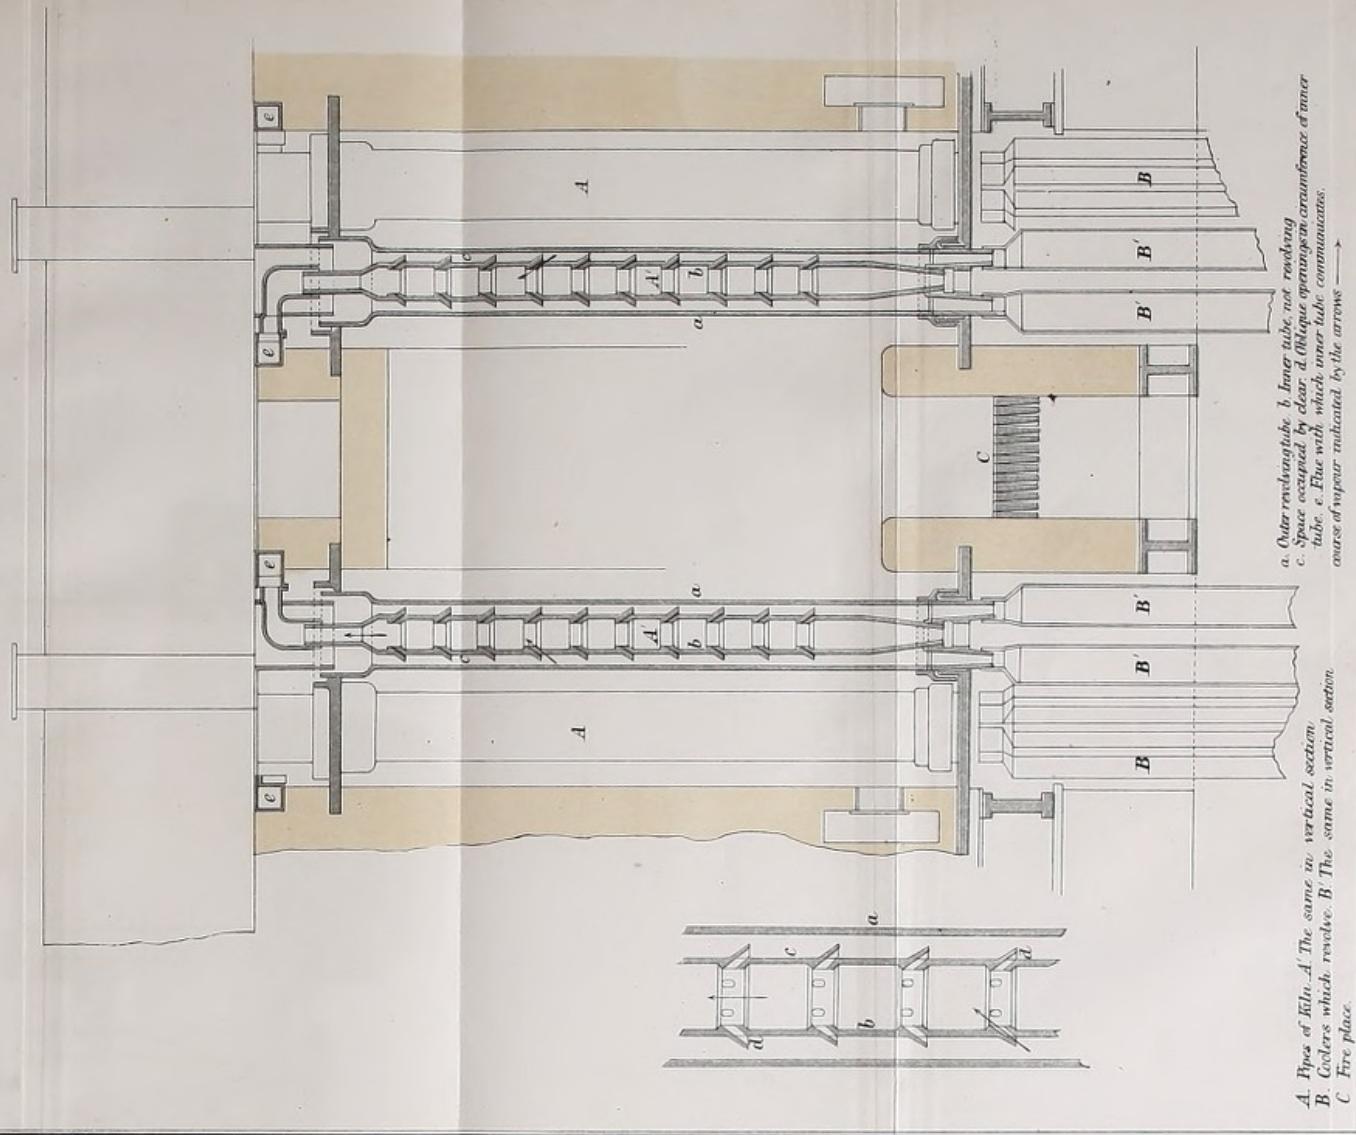 e
e
e
e
A
A
c
c
A'
b
A'
b
a
a
B
B'
B'
C
B'
B'
B
a
c
b
d
d
A. Pipes of Kiln. A' The same in vertical section
B. Coolers which revolve. B' The same in vertical section
C Fire place.
a. Outer revolving tube b. Inner tube, not revolving
c. Space occupied by clear. d. Oblique openings in circumference of inner
tube. e. Flue with which inner tube communicates.
course of vapour indicated by the arrows